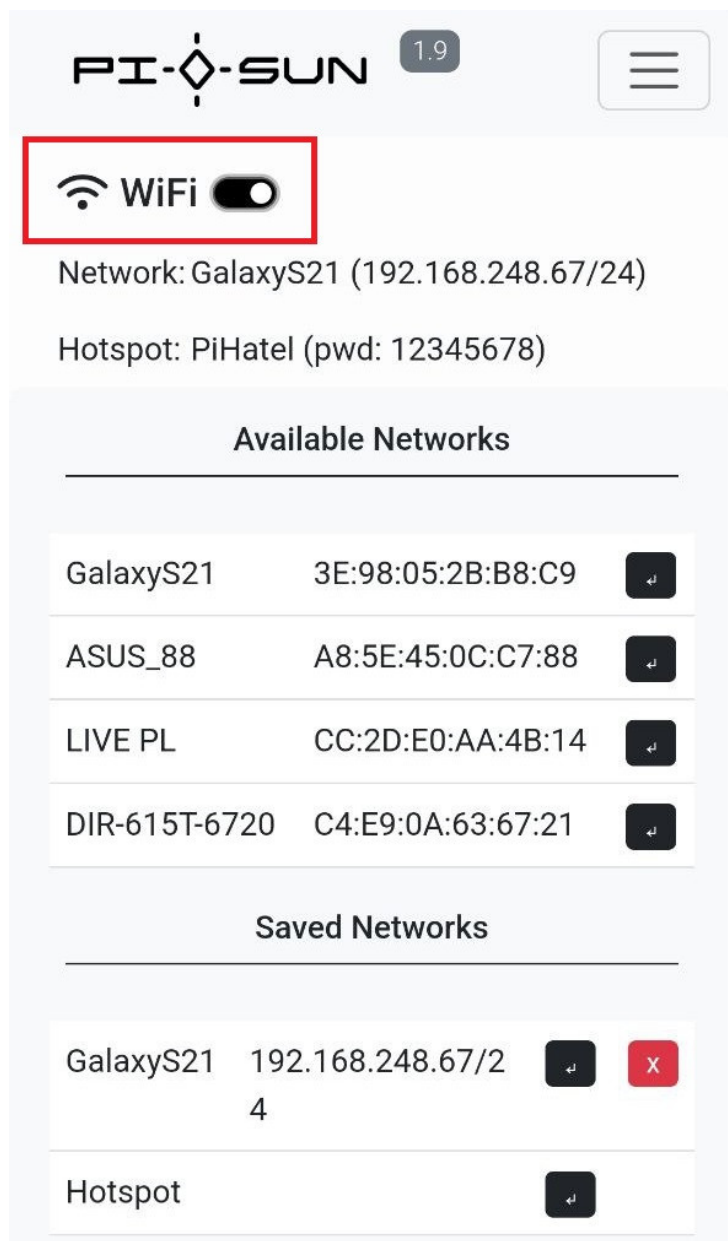 PI-SUN 1.9
WiFi
Network: GalaxyS21 (192.168.248.67/24)
Hotspot: PiHatel (pwd: 12345678)
Available Networks
GalaxyS21 3E:98:05:2B:B8:C9
ASUS_88 A8:5E:45:0C:C7:88
LIVE PL CC:2D:E0:AA:4B:14
DIR-615T-6720 C4:E9:0A:63:67:21
Saved Networks
GalaxyS21 192.168.248.67/2 X
4
Hotspot